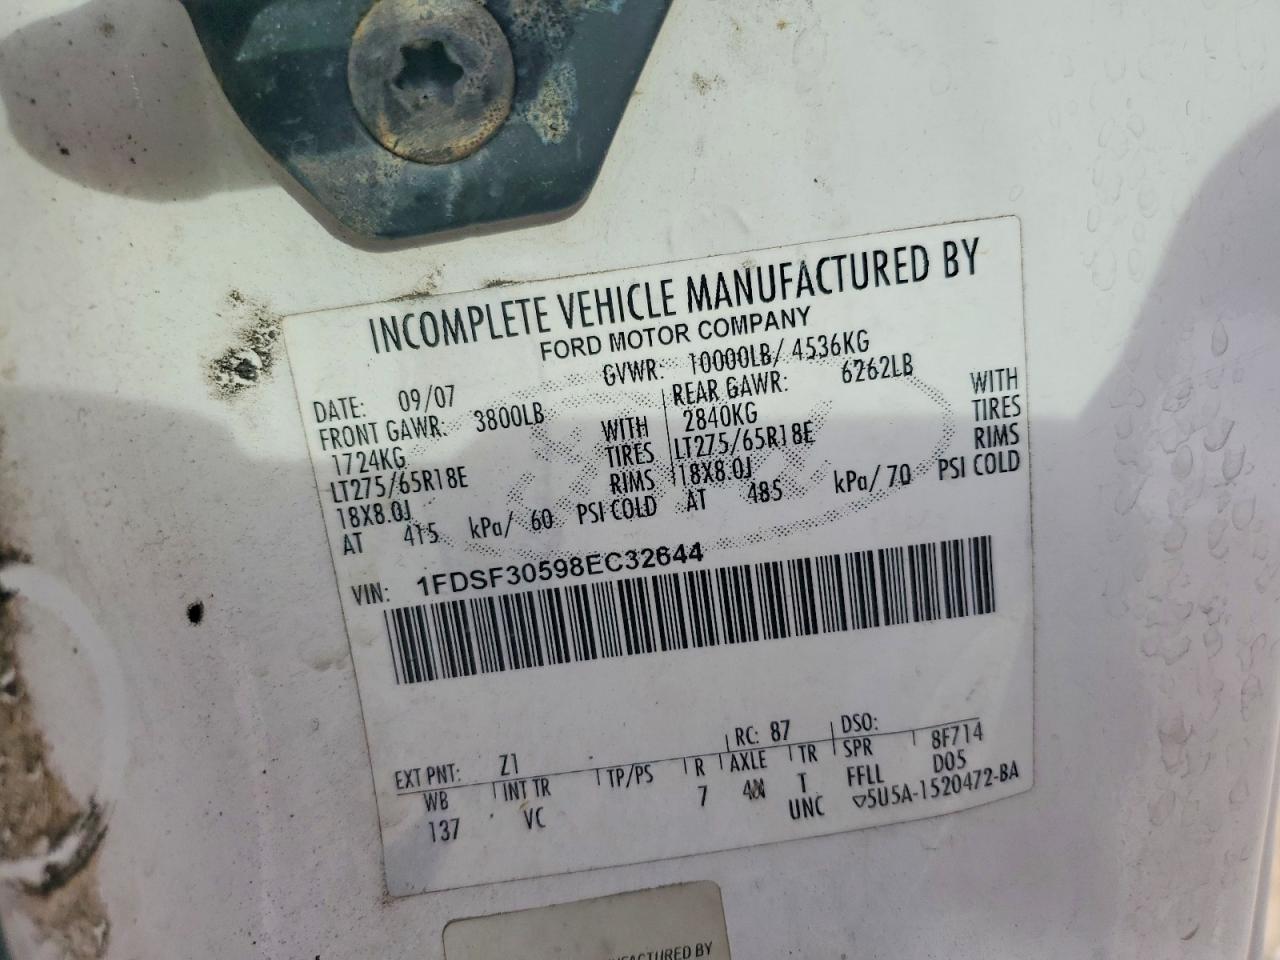 INCOMPLETE VEHICLE MANUFACTURED BY
FORD MOTOR COMPANY
DATE: 09/07 GVWR: 10000LB/ 4536KG
FRONT GAWR: 3800LB REAR GAWR: 6262LB
1724KG WITH 2840KG WITH
LT275/65R18E TIRES LT275/65R18E TIRES
18X8.0J RIMS 18X8.0J RIMS
AT 415 kPa/ 60 PSI COLD AT 485 kPa/ 70 PSI COLD
VIN: 1FDSF30598EC32644
EXT PNT: Z1 RC: 87 DSO:
WB INT TR TP/PS R AXLE TR SPR 8F714
137 VC 7 T FFLL D05
UNC ▽5U5A-1520472-BA
UFACTURED BY